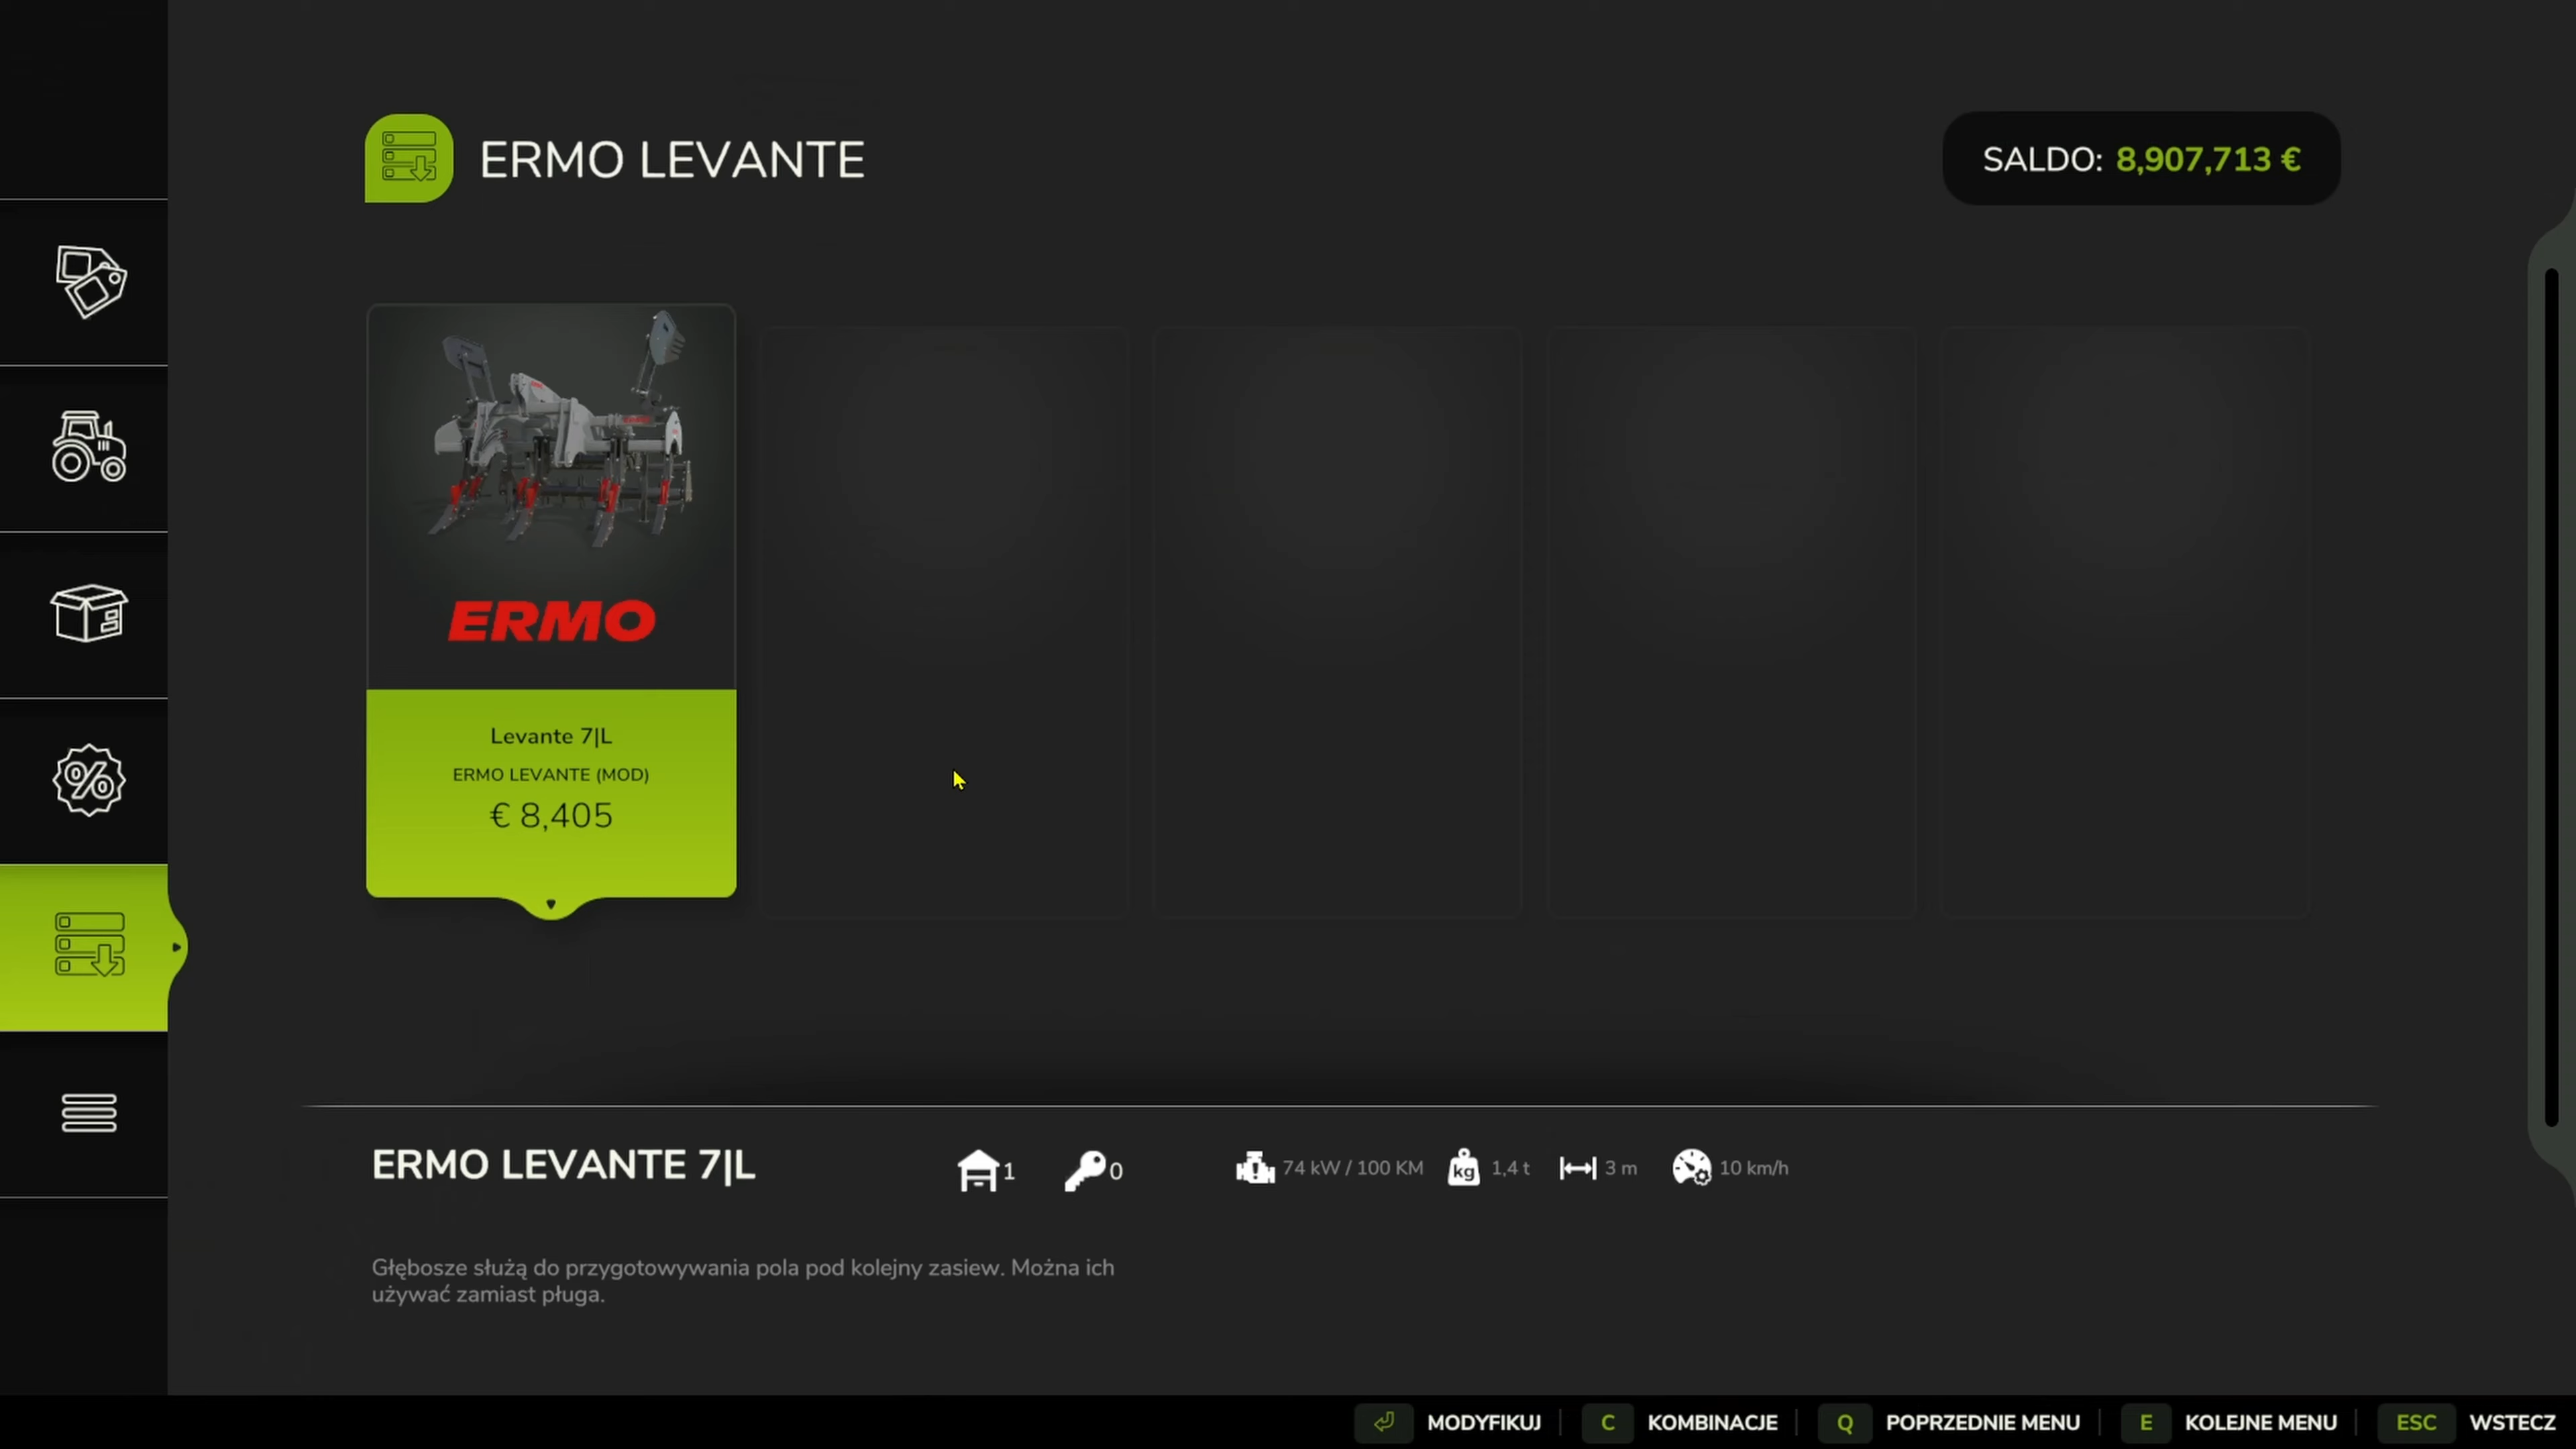 ERMO LEVANTE
SALDO: 8,907,713 €
ERMO
Levante 7|L
ERMO LEVANTE (MOD)
€ 8,405
ERMO LEVANTE 7|L
1
0
74 kW / 100 KM
kg
1,4 t
3 m
10 km/h
Głębosze służą do przygotowywania pola pod kolejny zasiew. Można ich
używać zamiast pługa.
MODYFIKUJ
C KOMBINACJE
Q POPRZEDNIE MENU
E KOLEJNE MENU
ESC WSTECZ